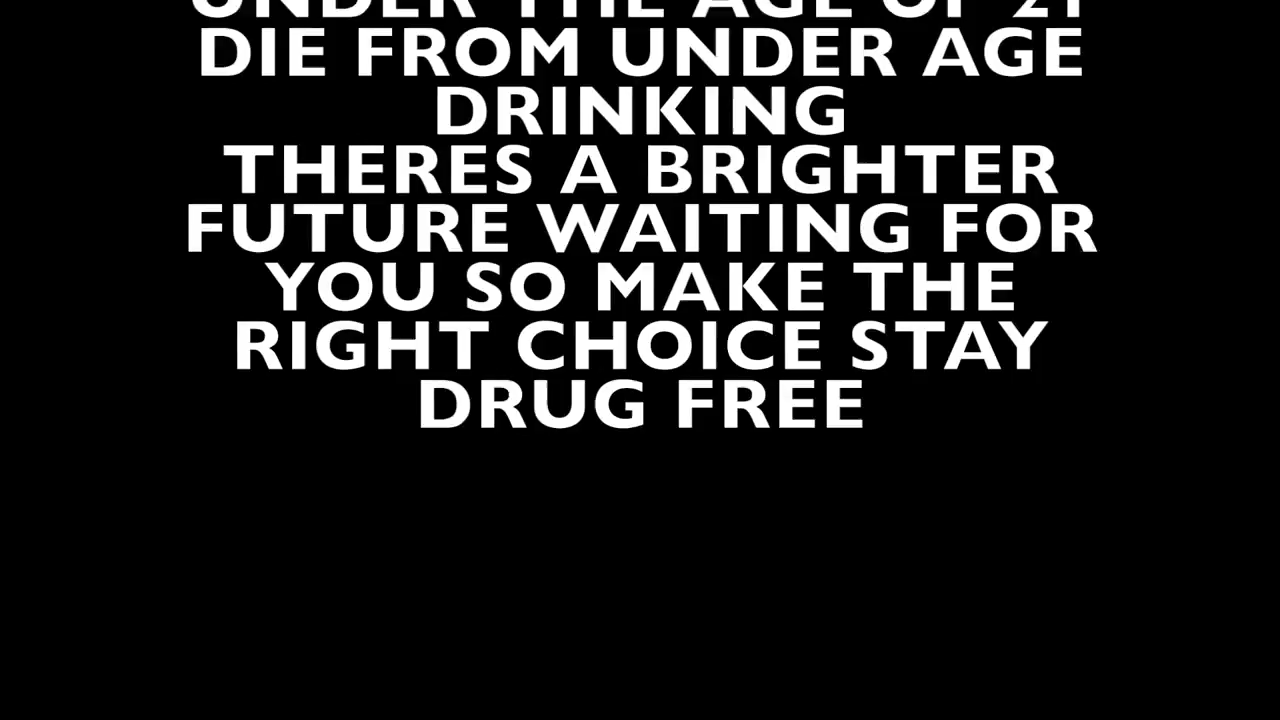 UNDER THE AGE OF 21
DIE FROM UNDER AGE
DRINKING
THERES A BRIGHTER
FUTURE WAITING FOR
YOU SO MAKE THE
RIGHT CHOICE STAY
DRUG FREE